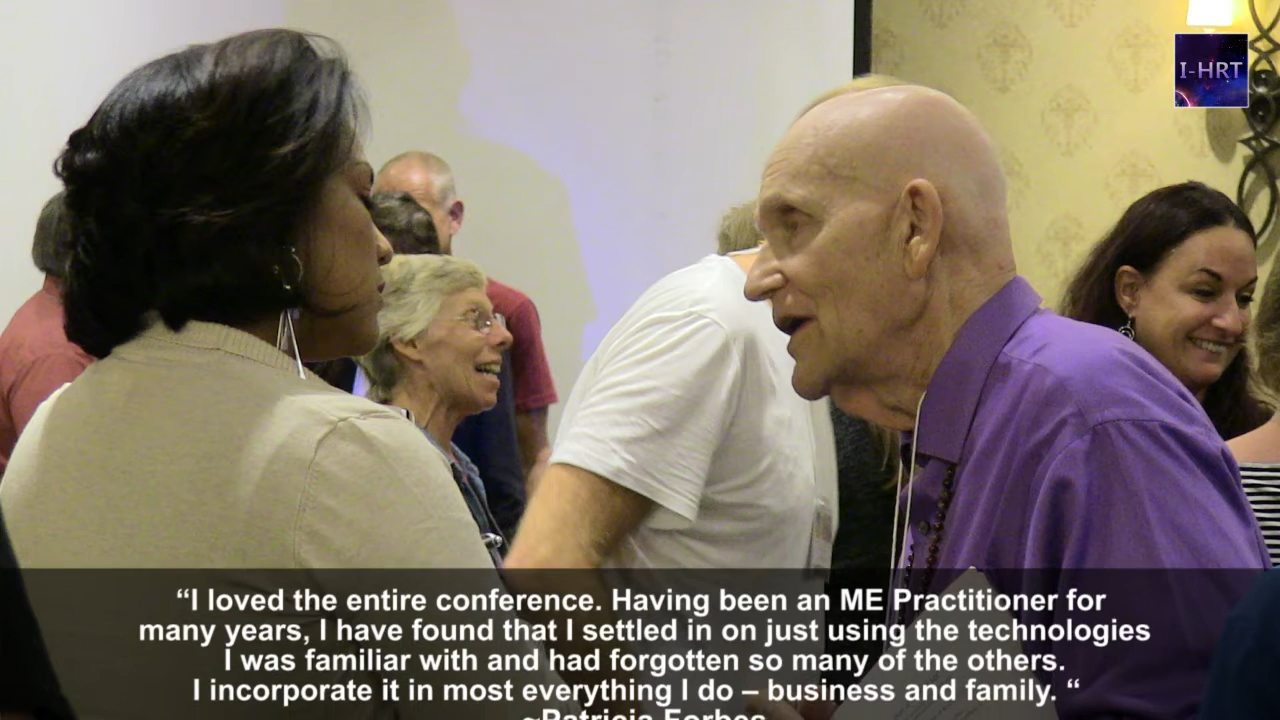 I-HRT
“I loved the entire conference. Having been an ME Practitioner for
many years, I have found that I settled in on just using the technologies
I was familiar with and had forgotten so many of the others.
I incorporate it in most everything I do – business and family. “
~Patricia Forbes